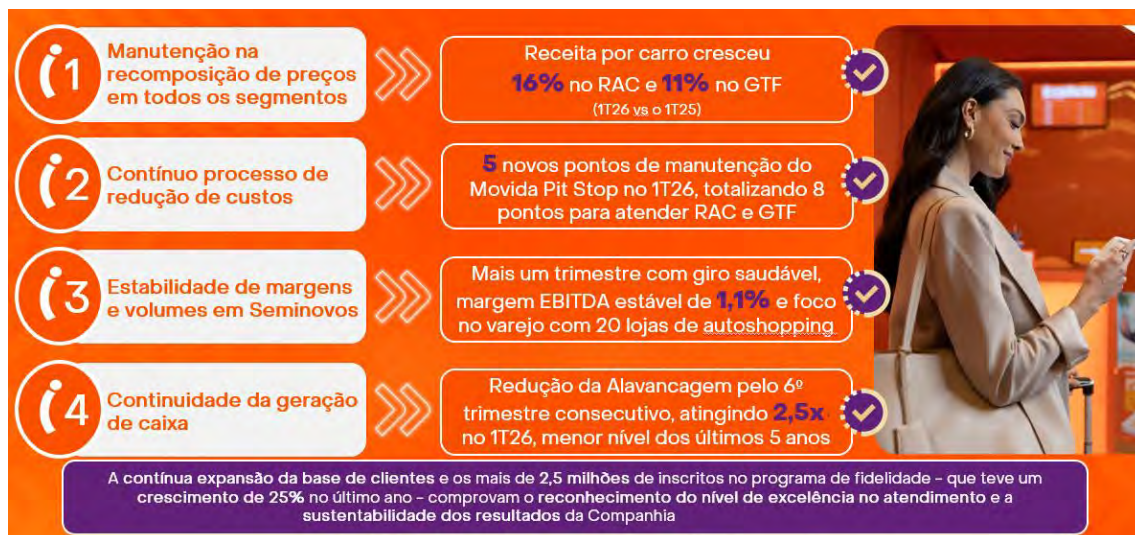 1
Manutenção na
recomposição de preços
em todos os segmentos
Receita por carro cresceu
16% no RAC e 11% no GTF
(1T26 vs o 1T25)
2
Contínuo processo de
redução de custos
5 novos pontos de manutenção do
Movida Pit Stop no 1T26, totalizando 8
pontos para atender RAC e GTF
3
Estabilidade de margens
e volumes em Seminovos
Mais um trimestre com giro saudável,
margem EBITDA estável de 1,1% e foco
no varejo com 20 lojas de autoshopping
4
Continuidade da geração
de caixa
Redução da Alavancagem pelo 6º
trimestre consecutivo, atingindo 2,5x
no 1T26, menor nível dos últimos 5 anos
A contínua expansão da base de clientes e os mais de 2,5 milhões de inscritos no programa de fidelidade – que teve um
crescimento de 25% no último ano – comprovam o reconhecimento do nível de excelência no atendimento e a
sustentabilidade dos resultados da Companhia